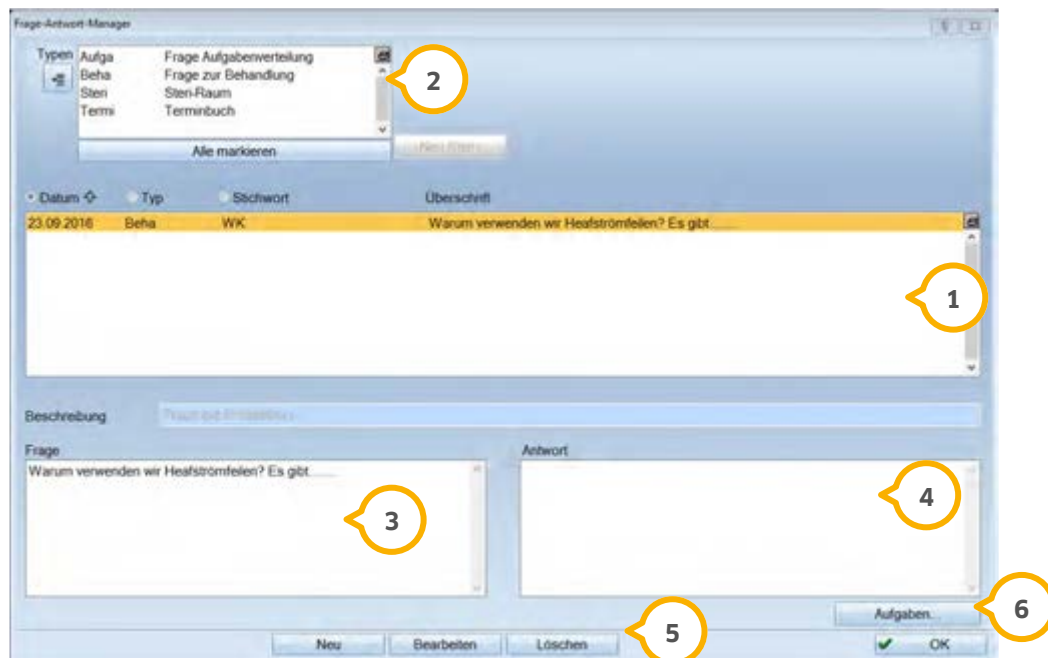 Frage-Antwort-Manager
Typen
Aufga Frage Aufgabenverteilung
Beha Frage zur Behandlung
Steri Steri-Raum
Termi Terminbuch
2
Alle markieren
Datum Typ Stichwort Überschrift
23.09.2016 Beha WK Warum verwenden wir Heafströmfeilen? Es gibt.......
1
Beschreibung
Frage Antwort
Warum verwenden wir Heafströmfeilen? Es gibt.......
3
4
Aufgaben...
6
5
Neu Bearbeiten Löschen OK